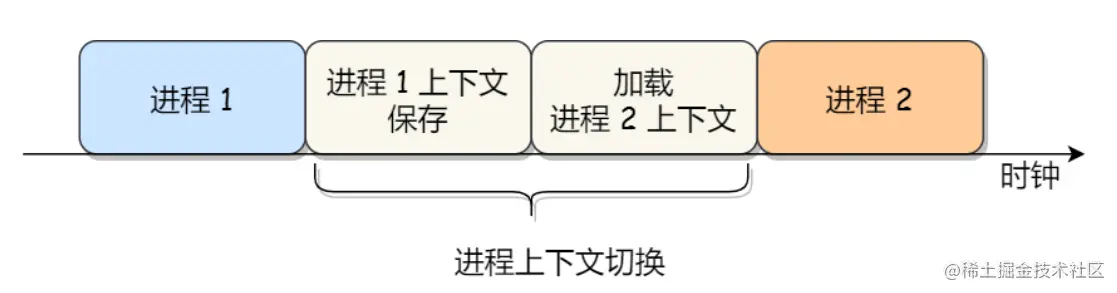 进程 1
进程 1 上下文
保存
加载
进程 2 上下文
进程 2
时钟
进程上下文切换
@稀土掘金技术社区